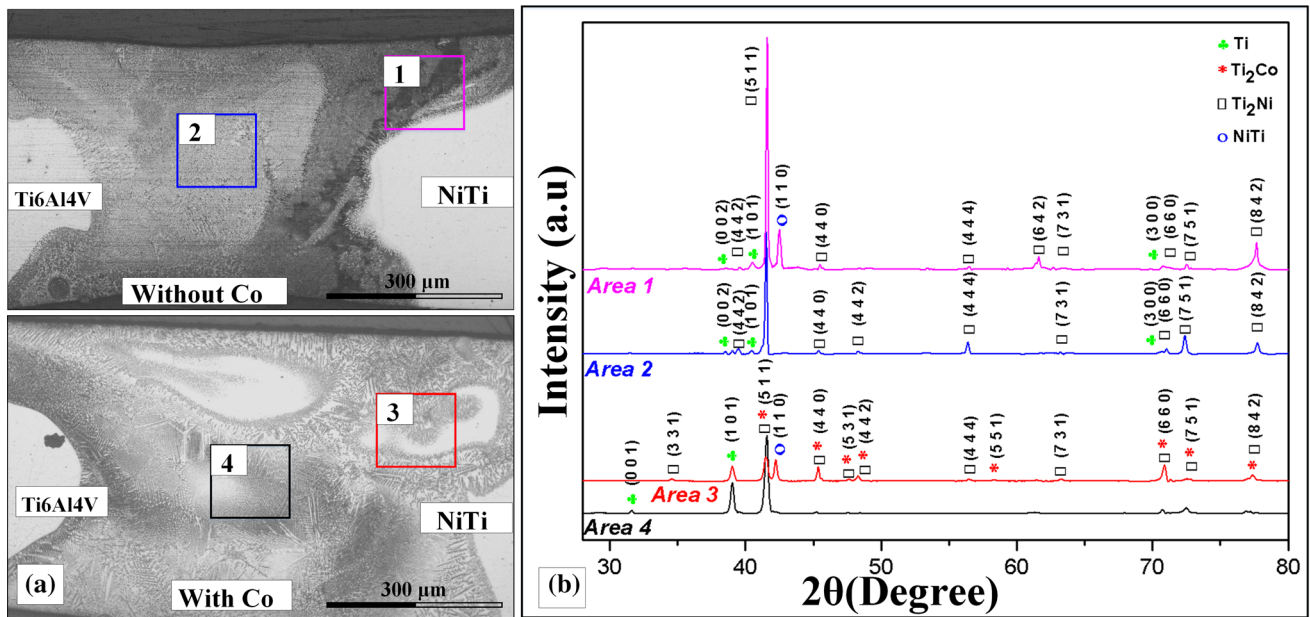 1
2
Ti6Al4V
NiTi
Without Co
300 µm
3
4
Ti6Al4V
NiTi
(a)
With Co
300 µm
Intensity (a.u)
♣ Ti
* Ti₂Co
□ Ti₂Ni
o NiTi
□(5 1 1)
♣ (0 0 2)
□ (4 4 2)
♣ (1 0 1)
o (1 1 0)
□ (4 4 0)
□ (4 4 4)
□ (6 4 2)
□ (7 3 1)
♣ (3 0 0)
□ (6 6 0)
□ (7 5 1)
□ (8 4 2)
Area 1
♣ (0 0 2)
□ (4 4 2)
♣ (1 0 1)
□ (4 4 0)
□ (4 4 2)
□ (4 4 4)
□ (7 3 1)
♣ (3 0 0)
□ (6 6 0)
□ (7 5 1)
□ (8 4 2)
Area 2
♣ (0 0 1)
□ (3 3 1)
♣ (1 0 1)
□ * (5 1 1)
o (1 1 0)
□ * (4 4 0)
□ * (5 3 1)
□ * (4 4 2)
□ (4 4 4)
* (5 5 1)
□ (7 3 1)
□ * (6 6 0)
□ * (7 5 1)
* □ (8 4 2)
Area 3
Area 4
30 40 50 60 70 80
(b)
2θ(Degree)